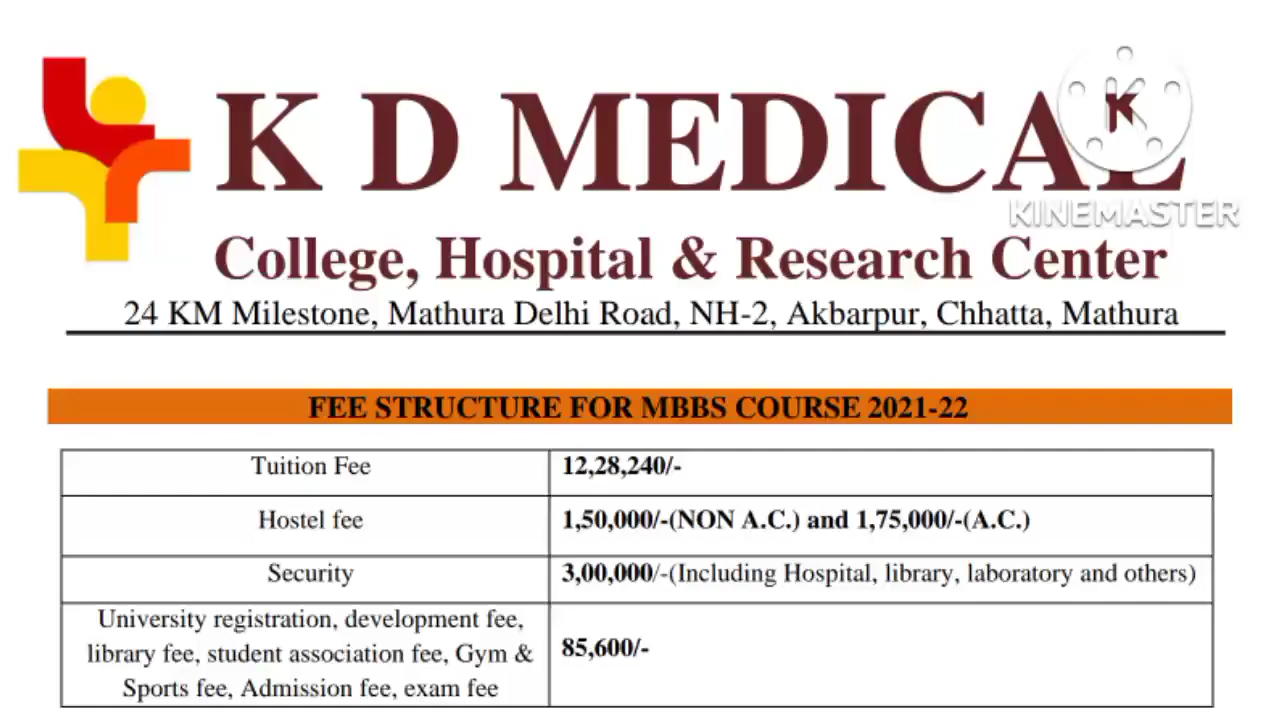 K D MEDICAL
KINEMASTER
College, Hospital & Research Center
24 KM Milestone, Mathura Delhi Road, NH-2, Akbarpur, Chhatta, Mathura
FEE STRUCTURE FOR MBBS COURSE 2021-22
Tuition Fee 12,28,240/-
Hostel fee 1,50,000/-(NON A.C.) and 1,75,000/-(A.C.)
Security 3,00,000/-(Including Hospital, library, laboratory and others)
University registration, development fee,
library fee, student association fee, Gym & 85,600/-
Sports fee, Admission fee, exam fee